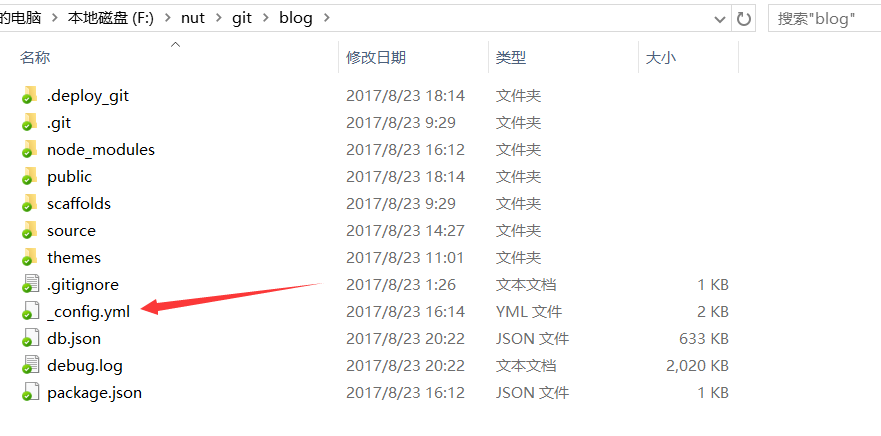 的电脑 › 本地磁盘 (F:) › nut › git › blog ›
搜索"blog"
名称 修改日期 类型 大小
.deploy_git 2017/8/23 18:14 文件夹
.git 2017/8/23 9:29 文件夹
node_modules 2017/8/23 16:12 文件夹
public 2017/8/23 18:14 文件夹
scaffolds 2017/8/23 9:29 文件夹
source 2017/8/23 14:27 文件夹
themes 2017/8/23 11:01 文件夹
.gitignore 2017/8/23 1:26 文本文档 1 KB
_config.yml 2017/8/23 16:14 YML 文件 2 KB
db.json 2017/8/23 20:22 JSON 文件 633 KB
debug.log 2017/8/23 20:22 文本文档 2,020 KB
package.json 2017/8/23 16:12 JSON 文件 1 KB